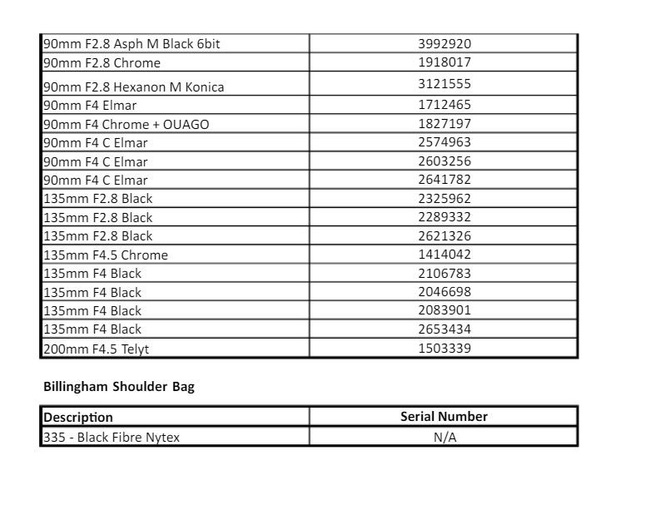 90mm F2.8 Asph M Black 6bit 3992920
90mm F2.8 Chrome 1918017
90mm F2.8 Hexanon M Konica 3121555
90mm F4 Elmar 1712465
90mm F4 Chrome + OUAGO 1827197
90mm F4 C Elmar 2574963
90mm F4 C Elmar 2603256
90mm F4 C Elmar 2641782
135mm F2.8 Black 2325962
135mm F2.8 Black 2289332
135mm F2.8 Black 2621326
135mm F4.5 Chrome 1414042
135mm F4 Black 2106783
135mm F4 Black 2046698
135mm F4 Black 2083901
135mm F4 Black 2653434
200mm F4.5 Telyt 1503339
Billingham Shoulder Bag
Description Serial Number
335 - Black Fibre Nytex N/A